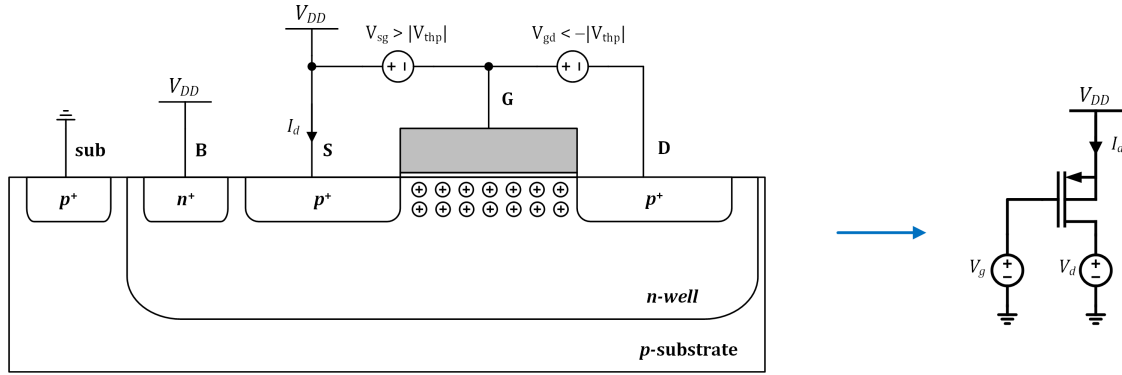 V_DD
V_sg > |V_thp|
V_gd < −|V_thp|
V_DD
G
I_d
sub
B
S
D
p⁺
n⁺
p⁺
p⁺
n-well
p-substrate
V_DD
I_d
V_g
V_d